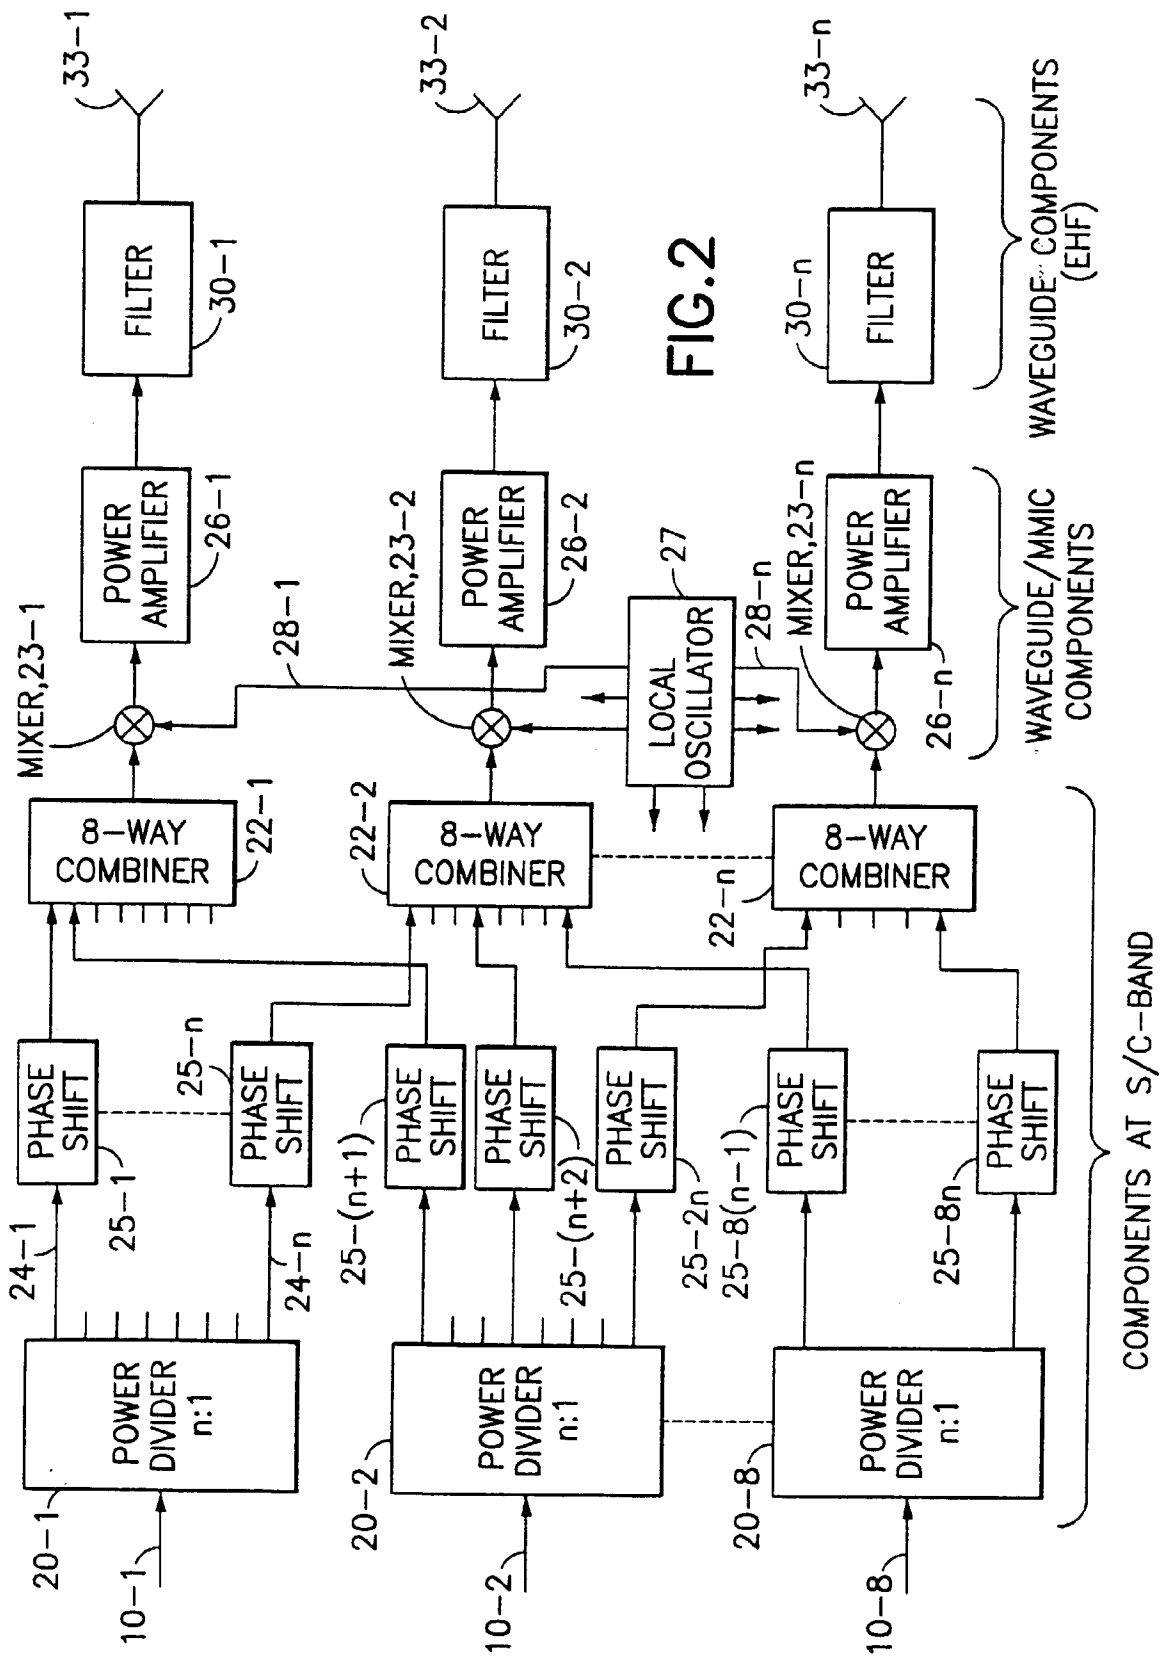 10-1
20-1
POWER
DIVIDER
n:1
24-1
24-n
PHASE
SHIFT
25-1
PHASE
SHIFT
25-n
8-WAY
COMBINER
22-1
MIXER,23-1
28-1
POWER
AMPLIFIER
26-1
FILTER
30-1
33-1
10-2
20-2
POWER
DIVIDER
n:1
25-(n+1)
PHASE
SHIFT
PHASE
SHIFT
25-(n+2)
PHASE
SHIFT
25-2n
22-2
8-WAY
COMBINER
MIXER,23-2
POWER
AMPLIFIER
26-2
FILTER
30-2
33-2
LOCAL
OSCILLATOR
27
28-n
FIG.2
10-8
20-8
POWER
DIVIDER
n:1
25-8(n-1)
PHASE
SHIFT
25-8n
PHASE
SHIFT
22-n
8-WAY
COMBINER
MIXER,23-n
POWER
AMPLIFIER
26-n
30-n
FILTER
33-n
COMPONENTS AT S/C-BAND
WAVEGUIDE/MMIC
COMPONENTS
WAVEGUIDE COMPONENTS
(EHF)